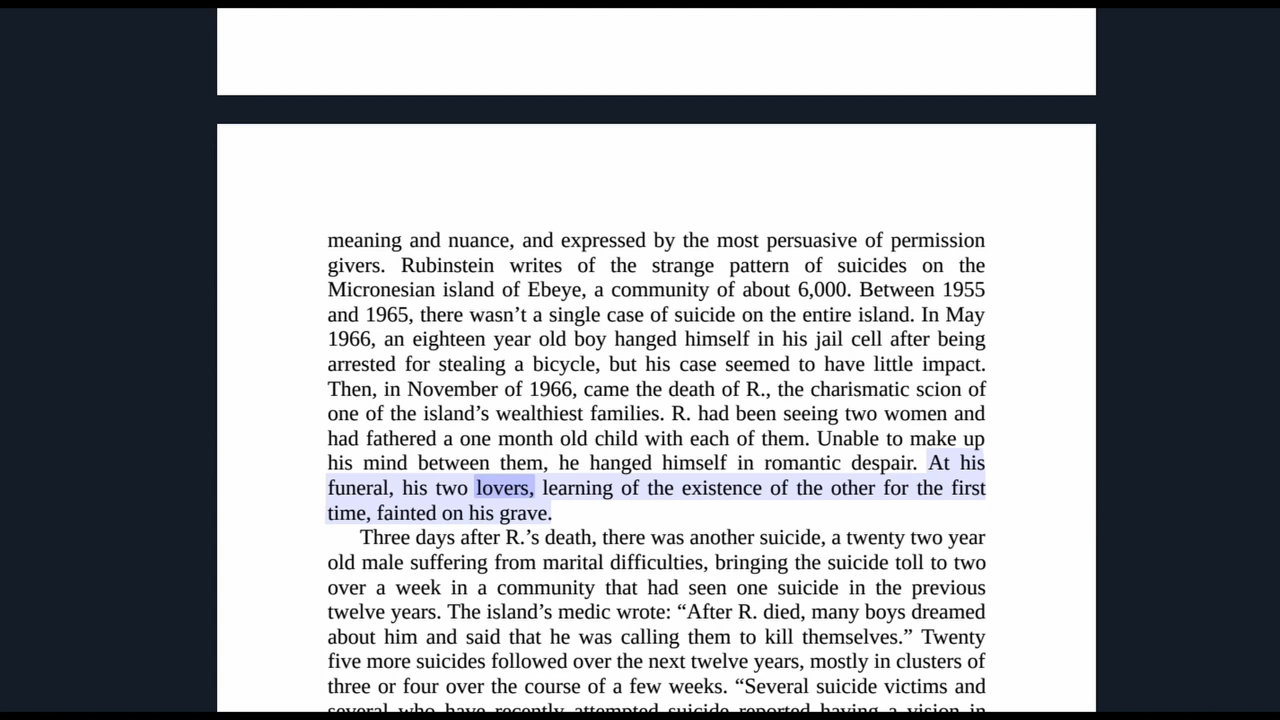 meaning and nuance, and expressed by the most persuasive of permission
givers. Rubinstein writes of the strange pattern of suicides on the
Micronesian island of Ebeye, a community of about 6,000. Between 1955
and 1965, there wasn’t a single case of suicide on the entire island. In May
1966, an eighteen year old boy hanged himself in his jail cell after being
arrested for stealing a bicycle, but his case seemed to have little impact.
Then, in November of 1966, came the death of R., the charismatic scion of
one of the island’s wealthiest families. R. had been seeing two women and
had fathered a one month old child with each of them. Unable to make up
his mind between them, he hanged himself in romantic despair. At his
funeral, his two lovers, learning of the existence of the other for the first
time, fainted on his grave.
Three days after R.’s death, there was another suicide, a twenty two year
old male suffering from marital difficulties, bringing the suicide toll to two
over a week in a community that had seen one suicide in the previous
twelve years. The island’s medic wrote: “After R. died, many boys dreamed
about him and said that he was calling them to kill themselves.” Twenty
five more suicides followed over the next twelve years, mostly in clusters of
three or four over the course of a few weeks. “Several suicide victims and
several who have recently attempted suicide reported having a vision in